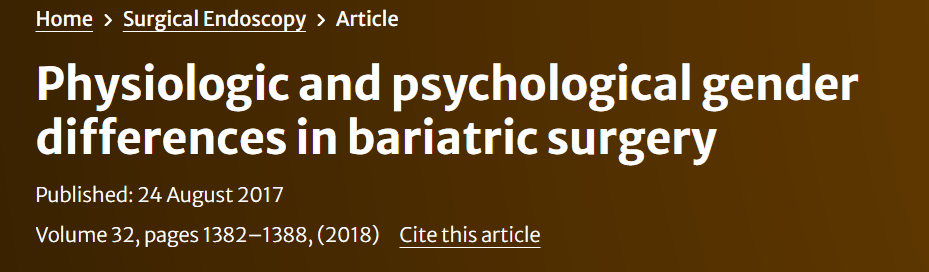 Home > Surgical Endoscopy > Article
Physiologic and psychological gender
differences in bariatric surgery
Published: 24 August 2017
Volume 32, pages 1382–1388, (2018) Cite this article